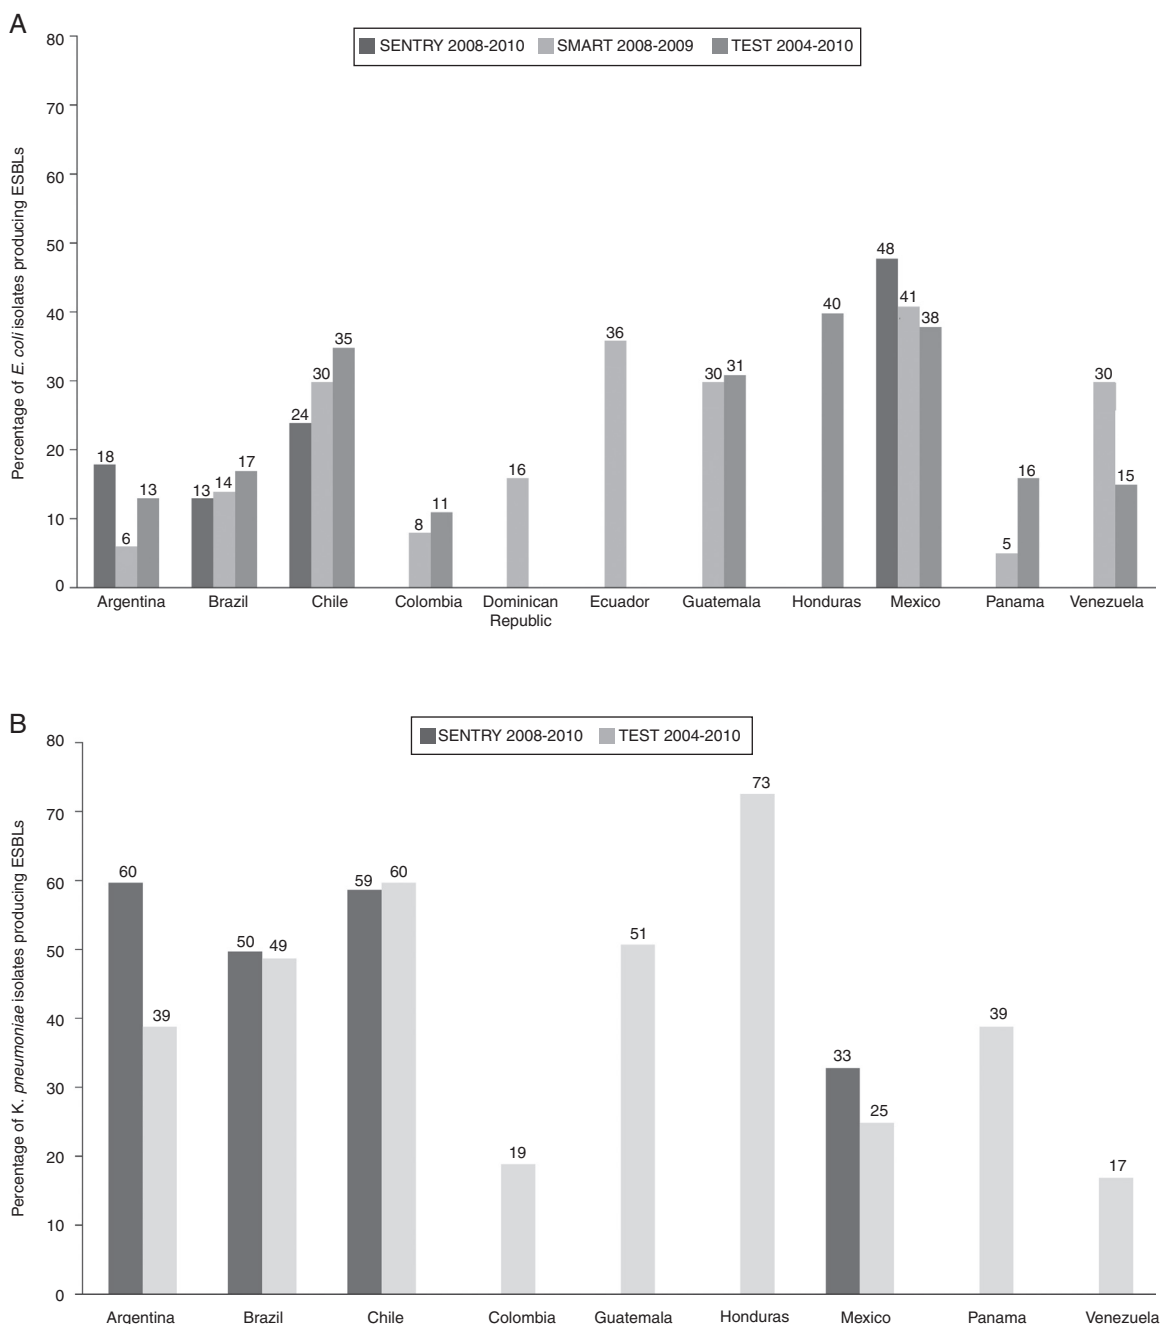 A
SENTRY 2008-2010 SMART 2008-2009 TEST 2004-2010
Percentage of E. coli isolates producing ESBLs
80
70
60
50
40
30
20
10
0
18 6 13
13 14 17
24 30 35
8 11
16
36
30 31
40
48 41 38
5 16
30 15
Argentina Brazil Chile Colombia Dominican Ecuador Guatemala Honduras Mexico Panama Venezuela
Republic
B
SENTRY 2008-2010 TEST 2004-2010
Percentage of K. pneumoniae isolates producing ESBLs
80
70
60
50
40
30
20
10
0
60 39
50 49
59 60
19
51
73
33 25
39
17
Argentina Brazil Chile Colombia Guatemala Honduras Mexico Panama Venezuela